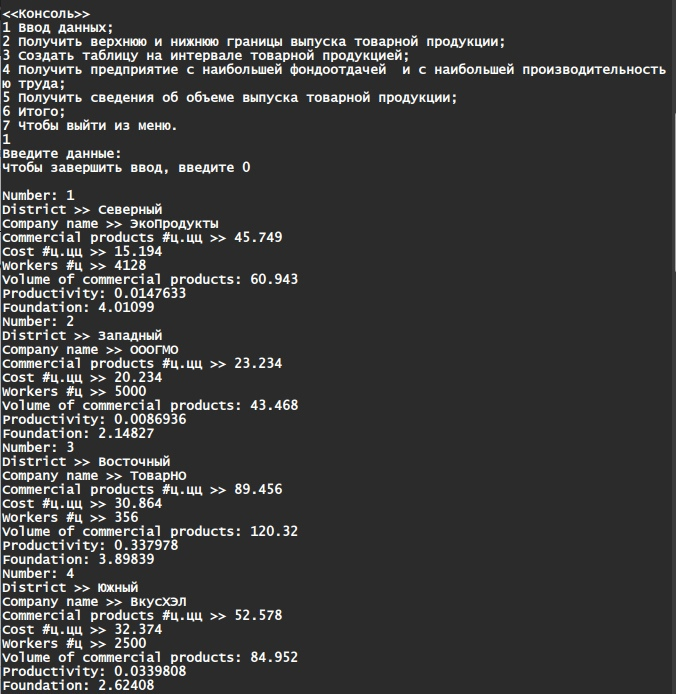 <<Консоль>>
1 Ввод данных;
2 Получить верхнюю и нижнюю границы выпуска товарной продукции;
3 Создать таблицу на интервале товарной продукцией;
4 Получить предприятие с наибольшей фондоотдачей  и с наибольшей производительность
ю труда;
5 Получить сведения об объеме выпуска товарной продукции;
6 Итого;
7 Чтобы выйти из меню.
1
Введите данные:
Чтобы завершить ввод, введите 0
Number: 1
District >> Северный
Company name >> ЭкоПродукты
Commercial products #ц.цц >> 45.749
Cost #ц.цц >> 15.194
Workers #ц >> 4128
Volume of commercial products: 60.943
Productivity: 0.0147633
Foundation: 4.01099
Number: 2
District >> Западный
Company name >> ОООГМО
Commercial products #ц.цц >> 23.234
Cost #ц.цц >> 20.234
Workers #ц >> 5000
Volume of commercial products: 43.468
Productivity: 0.0086936
Foundation: 2.14827
Number: 3
District >> Восточный
Company name >> ТоварНО
Commercial products #ц.цц >> 89.456
Cost #ц.цц >> 30.864
Workers #ц >> 356
Volume of commercial products: 120.32
Productivity: 0.337978
Foundation: 3.89839
Number: 4
District >> Южный
Company name >> ВкусХЭЛ
Commercial products #ц.цц >> 52.578
Cost #ц.цц >> 32.374
Workers #ц >> 2500
Volume of commercial products: 84.952
Productivity: 0.0339808
Foundation: 2.62408